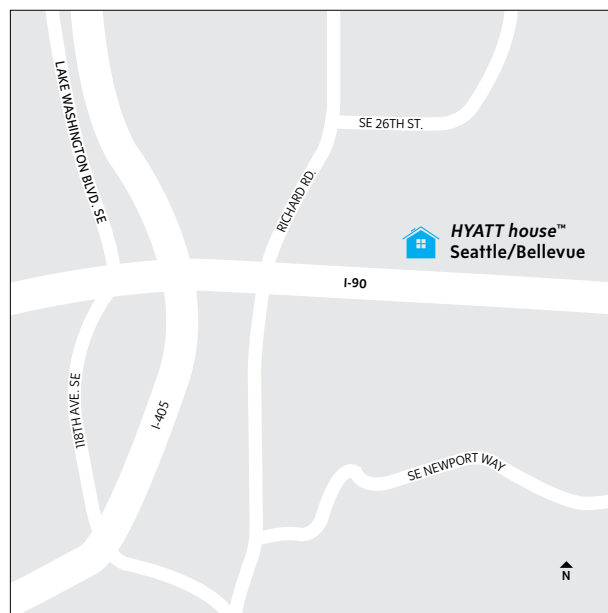 LAKE WASHINGTON BLVD. SE
SE 26TH ST.
RICHARD RD.
HYATT house™
Seattle/Bellevue
I-90
118TH AVE. SE
I-405
SE NEWPORT WAY
N